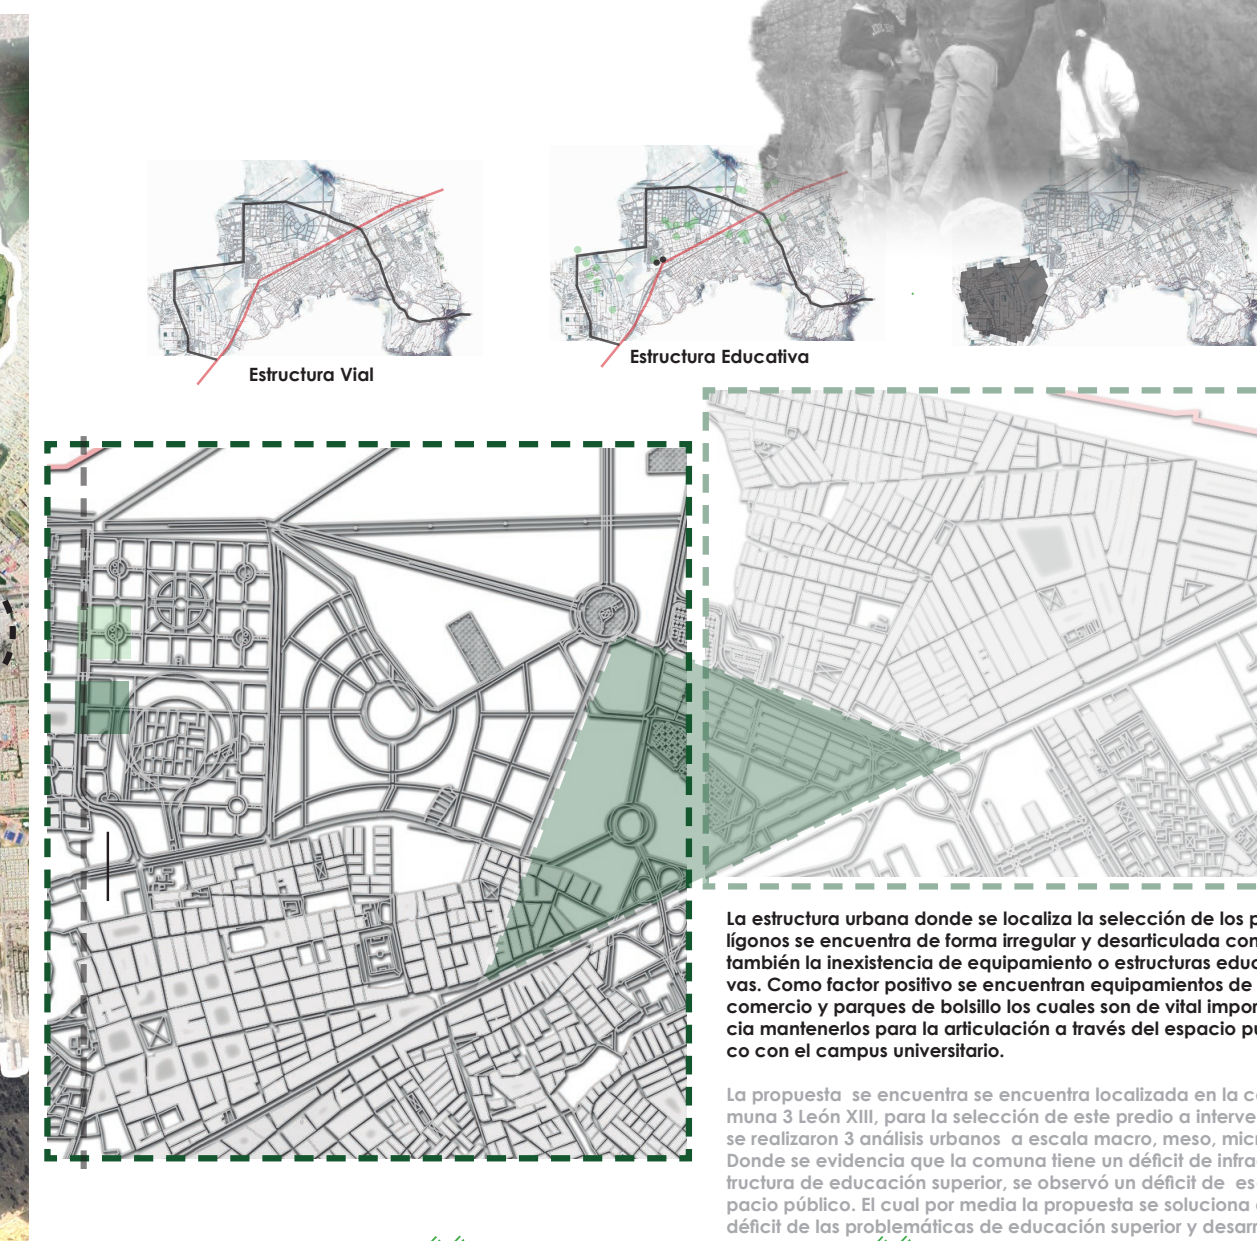 Estructura Vial
Estructura Educativa
La estructura urbana donde se localiza la selección de los p
lígonos se encuentra de forma irregular y desarticulada con
también la inexistencia de equipamiento o estructuras educ
vas. Como factor positivo se encuentran equipamientos de
comercio y parques de bolsillo los cuales son de vital impor
cia mantenerlos para la articulación a través del espacio pu
co con el campus universitario.
La propuesta se encuentra se encuentra localizada en la co
muna 3 León XIII, para la selección de este predio a interve
se realizaron 3 análisis urbanos a escala macro, meso, micr
Donde se evidencia que la comuna tiene un déficit de infra
tructura de educación superior, se observó un déficit de es
pacio público. El cual por media la propuesta se soluciona
déficit de las problemáticas de educación superior y desarr